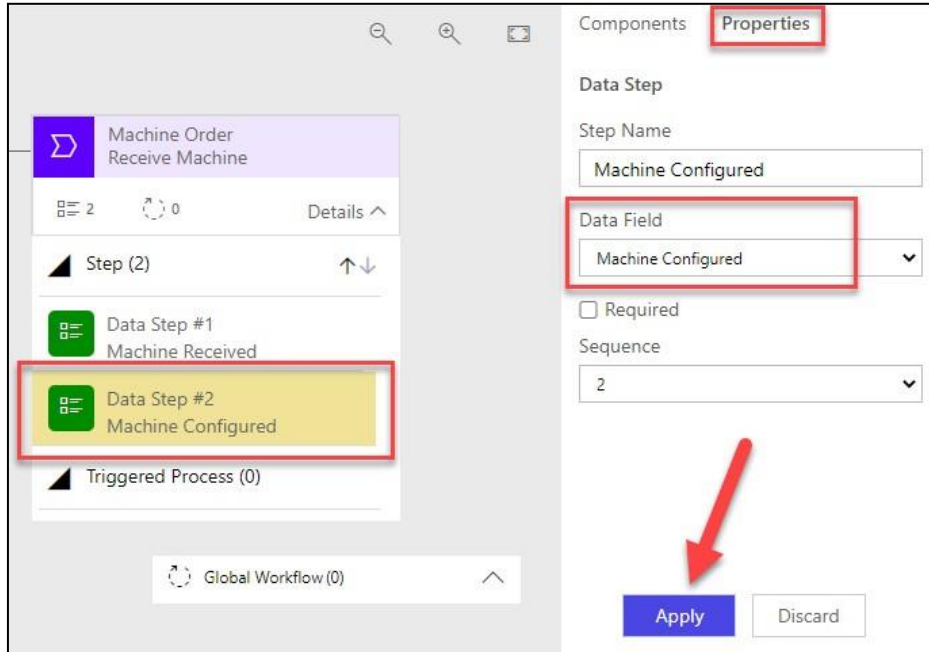 Machine Order
Receive Machine
2
0
Details
Step (2)
Data Step #1
Machine Received
Data Step #2
Machine Configured
Triggered Process (0)
Global Workflow (0)
Components Properties
Data Step
Step Name
Machine Configured
Data Field
Machine Configured
Required
Sequence
2
Apply Discard